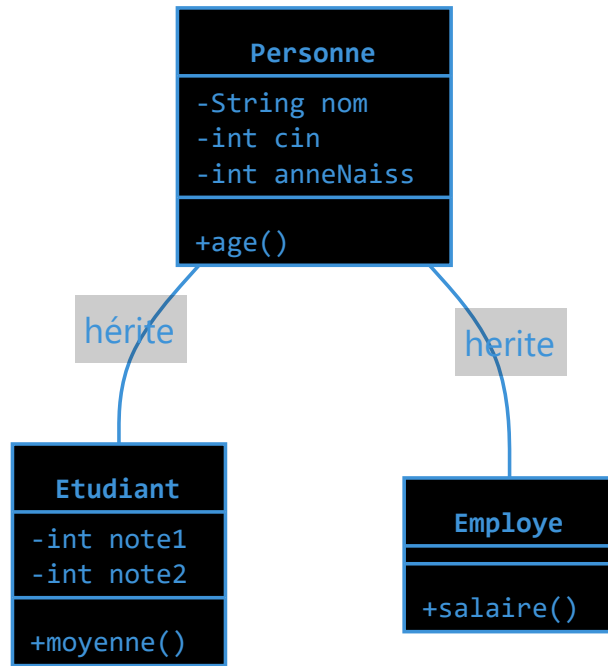 Personne
-String nom
-int cin
-int anneNaiss
+age()
hérite
herite
Etudiant
-int note1
-int note2
+moyenne()
Employe
+salaire()